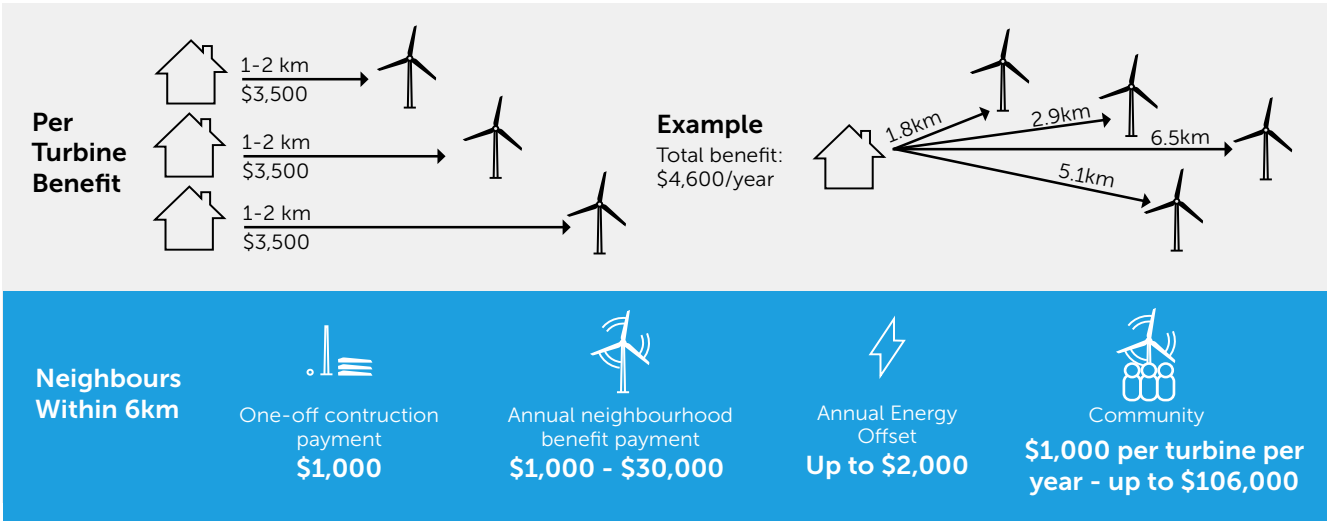 Per
Turbine
Benefit
1-2 km
$3,500
1-2 km
$3,500
1-2 km
$3,500
Example
Total benefit:
$4,600/year
1.8km
2.9km
6.5km
5.1km
Neighbours
Within 6km
One-off contruction
payment
$1,000
Annual neighbourhood
benefit payment
$1,000 - $30,000
Annual Energy
Offset
Up to $2,000
Community
$1,000 per turbine per
year - up to $106,000